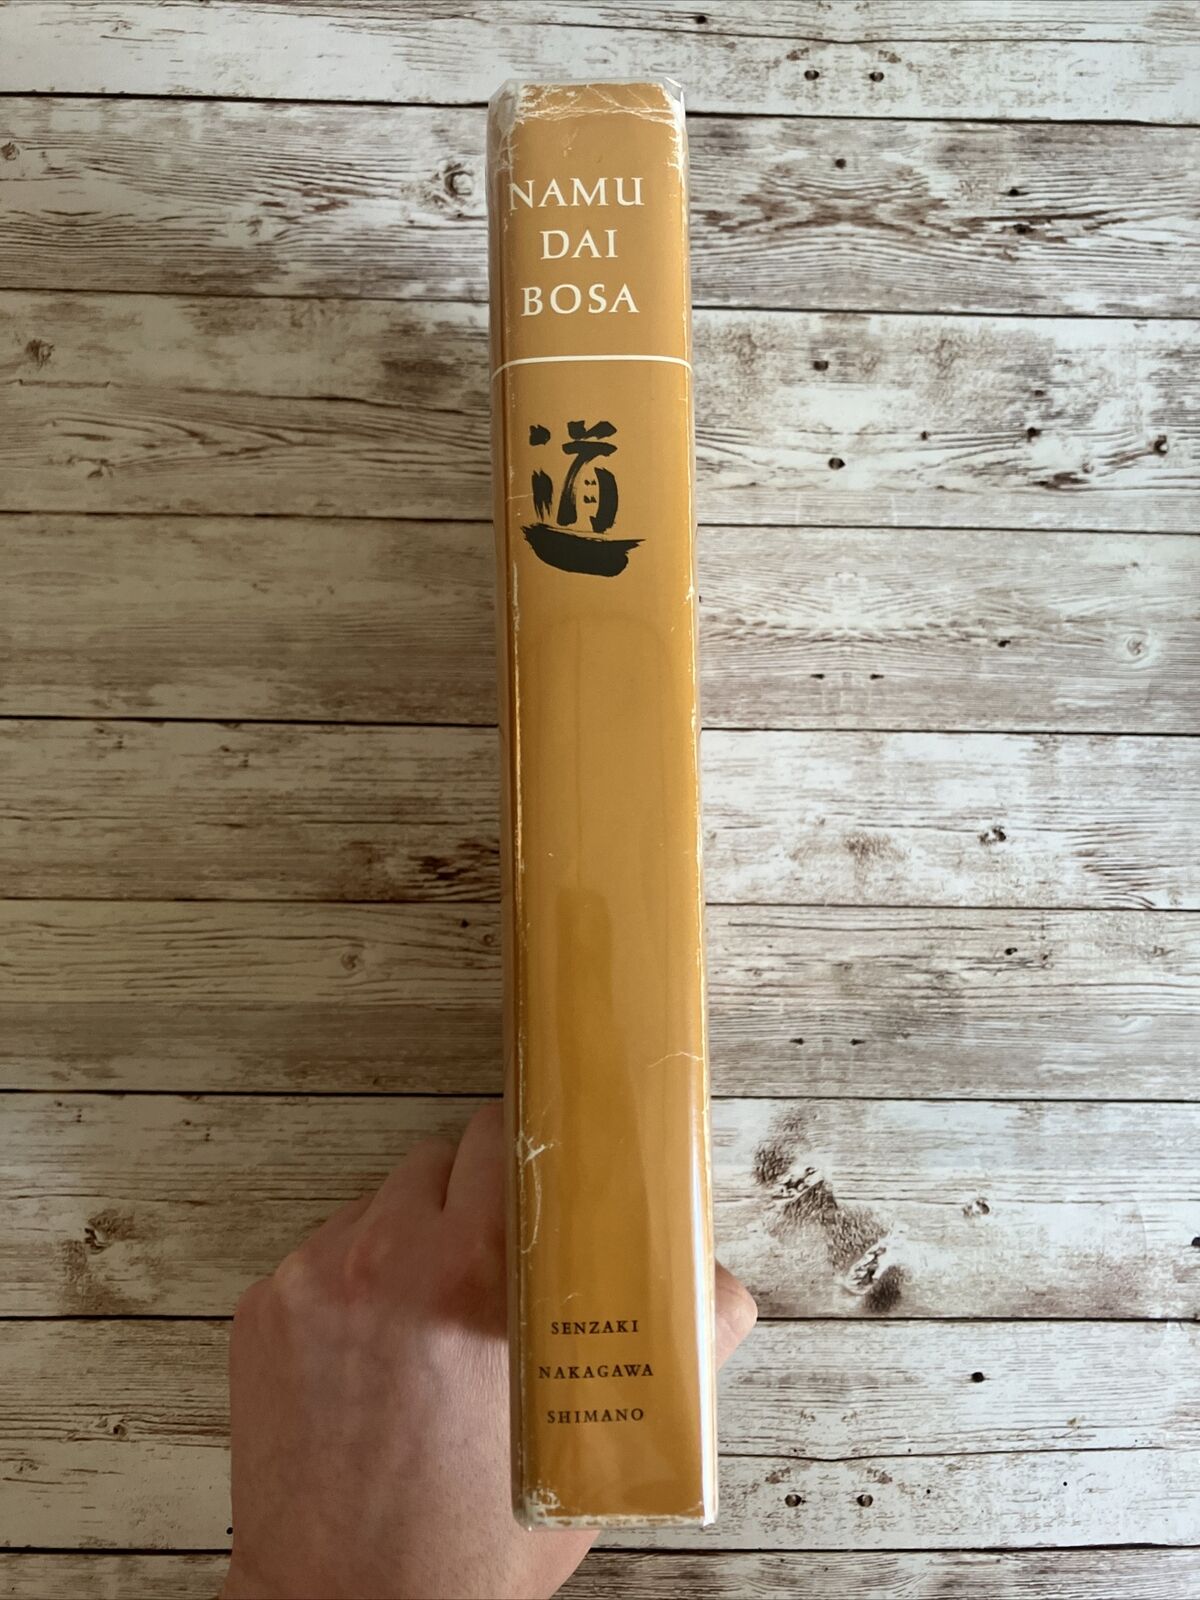 NAMU
DAI
BOSA
道
SENZAKI
NAKAGAWA
SHIMANO